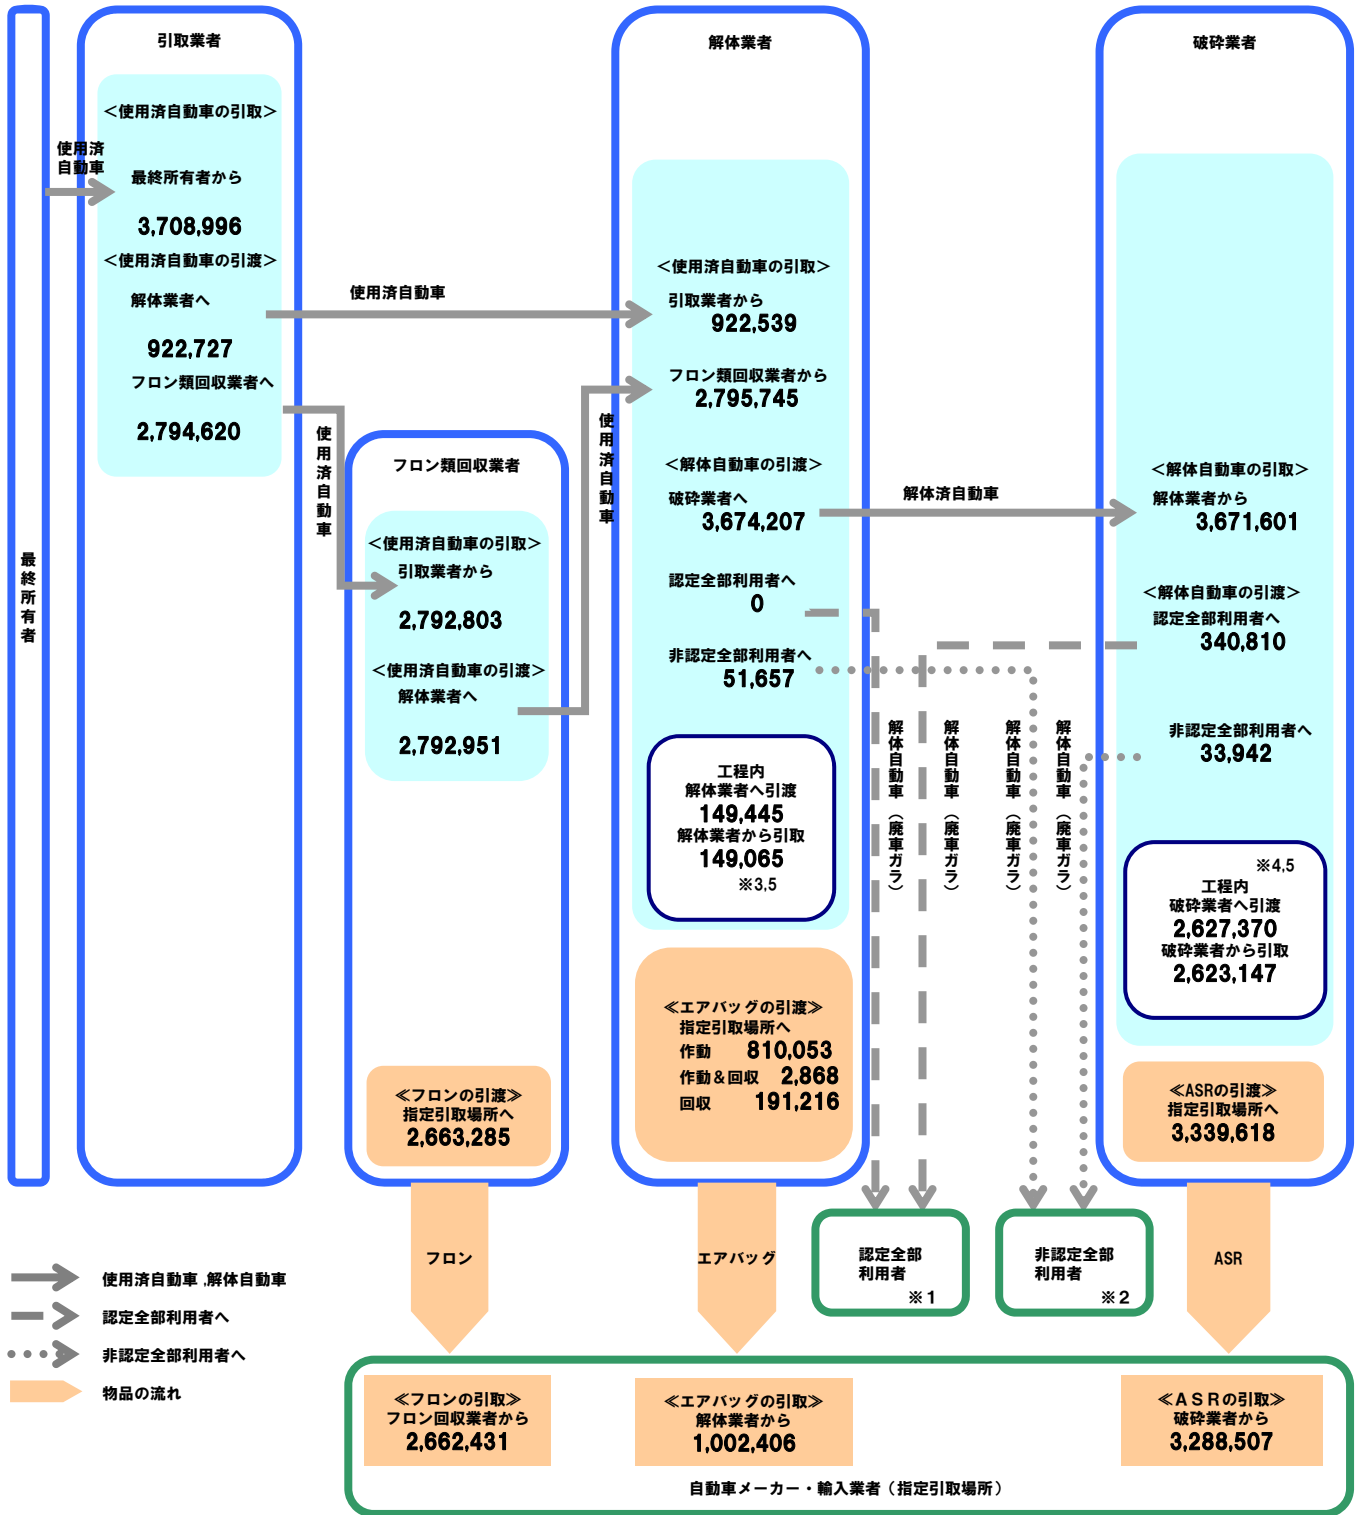 最終所有者
使用済
自動車
引取業者
＜使用済自動車の引取＞
最終所有者から
3,708,996
＜使用済自動車の引渡＞
解体業者へ
922,727
フロン類回収業者へ
2,794,620
使用済自動車
使用済自動車
フロン類回収業者
＜使用済自動車の引取＞
引取業者から
2,792,803
＜使用済自動車の引渡＞
解体業者へ
2,792,951
≪フロンの引渡≫
指定引取場所へ
2,663,285
使用済自動車
解体業者
＜使用済自動車の引取＞
引取業者から
922,539
フロン類回収業者から
2,795,745
＜解体自動車の引渡＞
破砕業者へ
3,674,207
認定全部利用者へ
0
非認定全部利用者へ
51,657
工程内
解体業者へ引渡
149,445
解体業者から引取
149,065
※3,5
≪エアバッグの引渡≫
指定引取場所へ
作動 810,053
作動＆回収 2,868
回収 191,216
解体済自動車
解体自動車（廃車ガラ）
解体自動車（廃車ガラ）
解体自動車（廃車ガラ）
解体自動車（廃車ガラ）
破砕業者
＜解体自動車の引取＞
解体業者から
3,671,601
＜解体自動車の引渡＞
認定全部利用者へ
340,810
非認定全部利用者へ
33,942
※4,5
工程内
破砕業者へ引渡
2,627,370
破砕業者から引取
2,623,147
≪ASRの引渡≫
指定引取場所へ
3,339,618
フロン
エアバッグ
認定全部
利用者
※１
非認定全部
利用者
※２
ASR
使用済自動車 ,解体自動車
認定全部利用者へ
非認定全部利用者へ
物品の流れ
≪フロンの引取≫
フロン回収業者から
2,662,431
≪エアバッグの引取≫
解体業者から
1,002,406
≪ＡＳＲの引取≫
破砕業者から
3,288,507
自動車メーカー・輸入業者（指定引取場所）